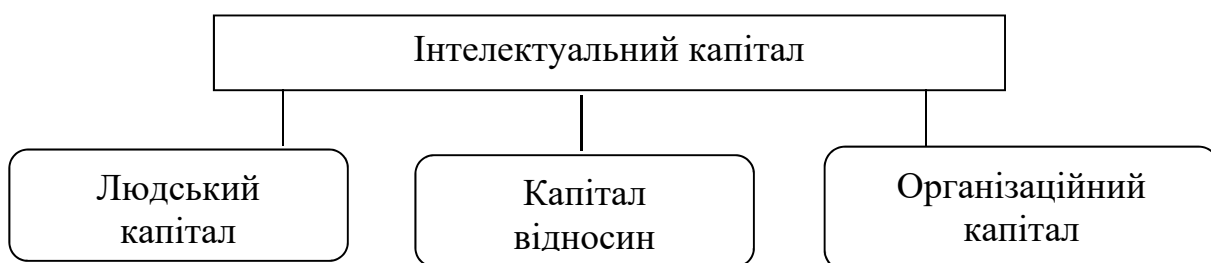 Інтелектуальний капітал
Людський
капітал
Капітал
відносин
Організаційний
капітал